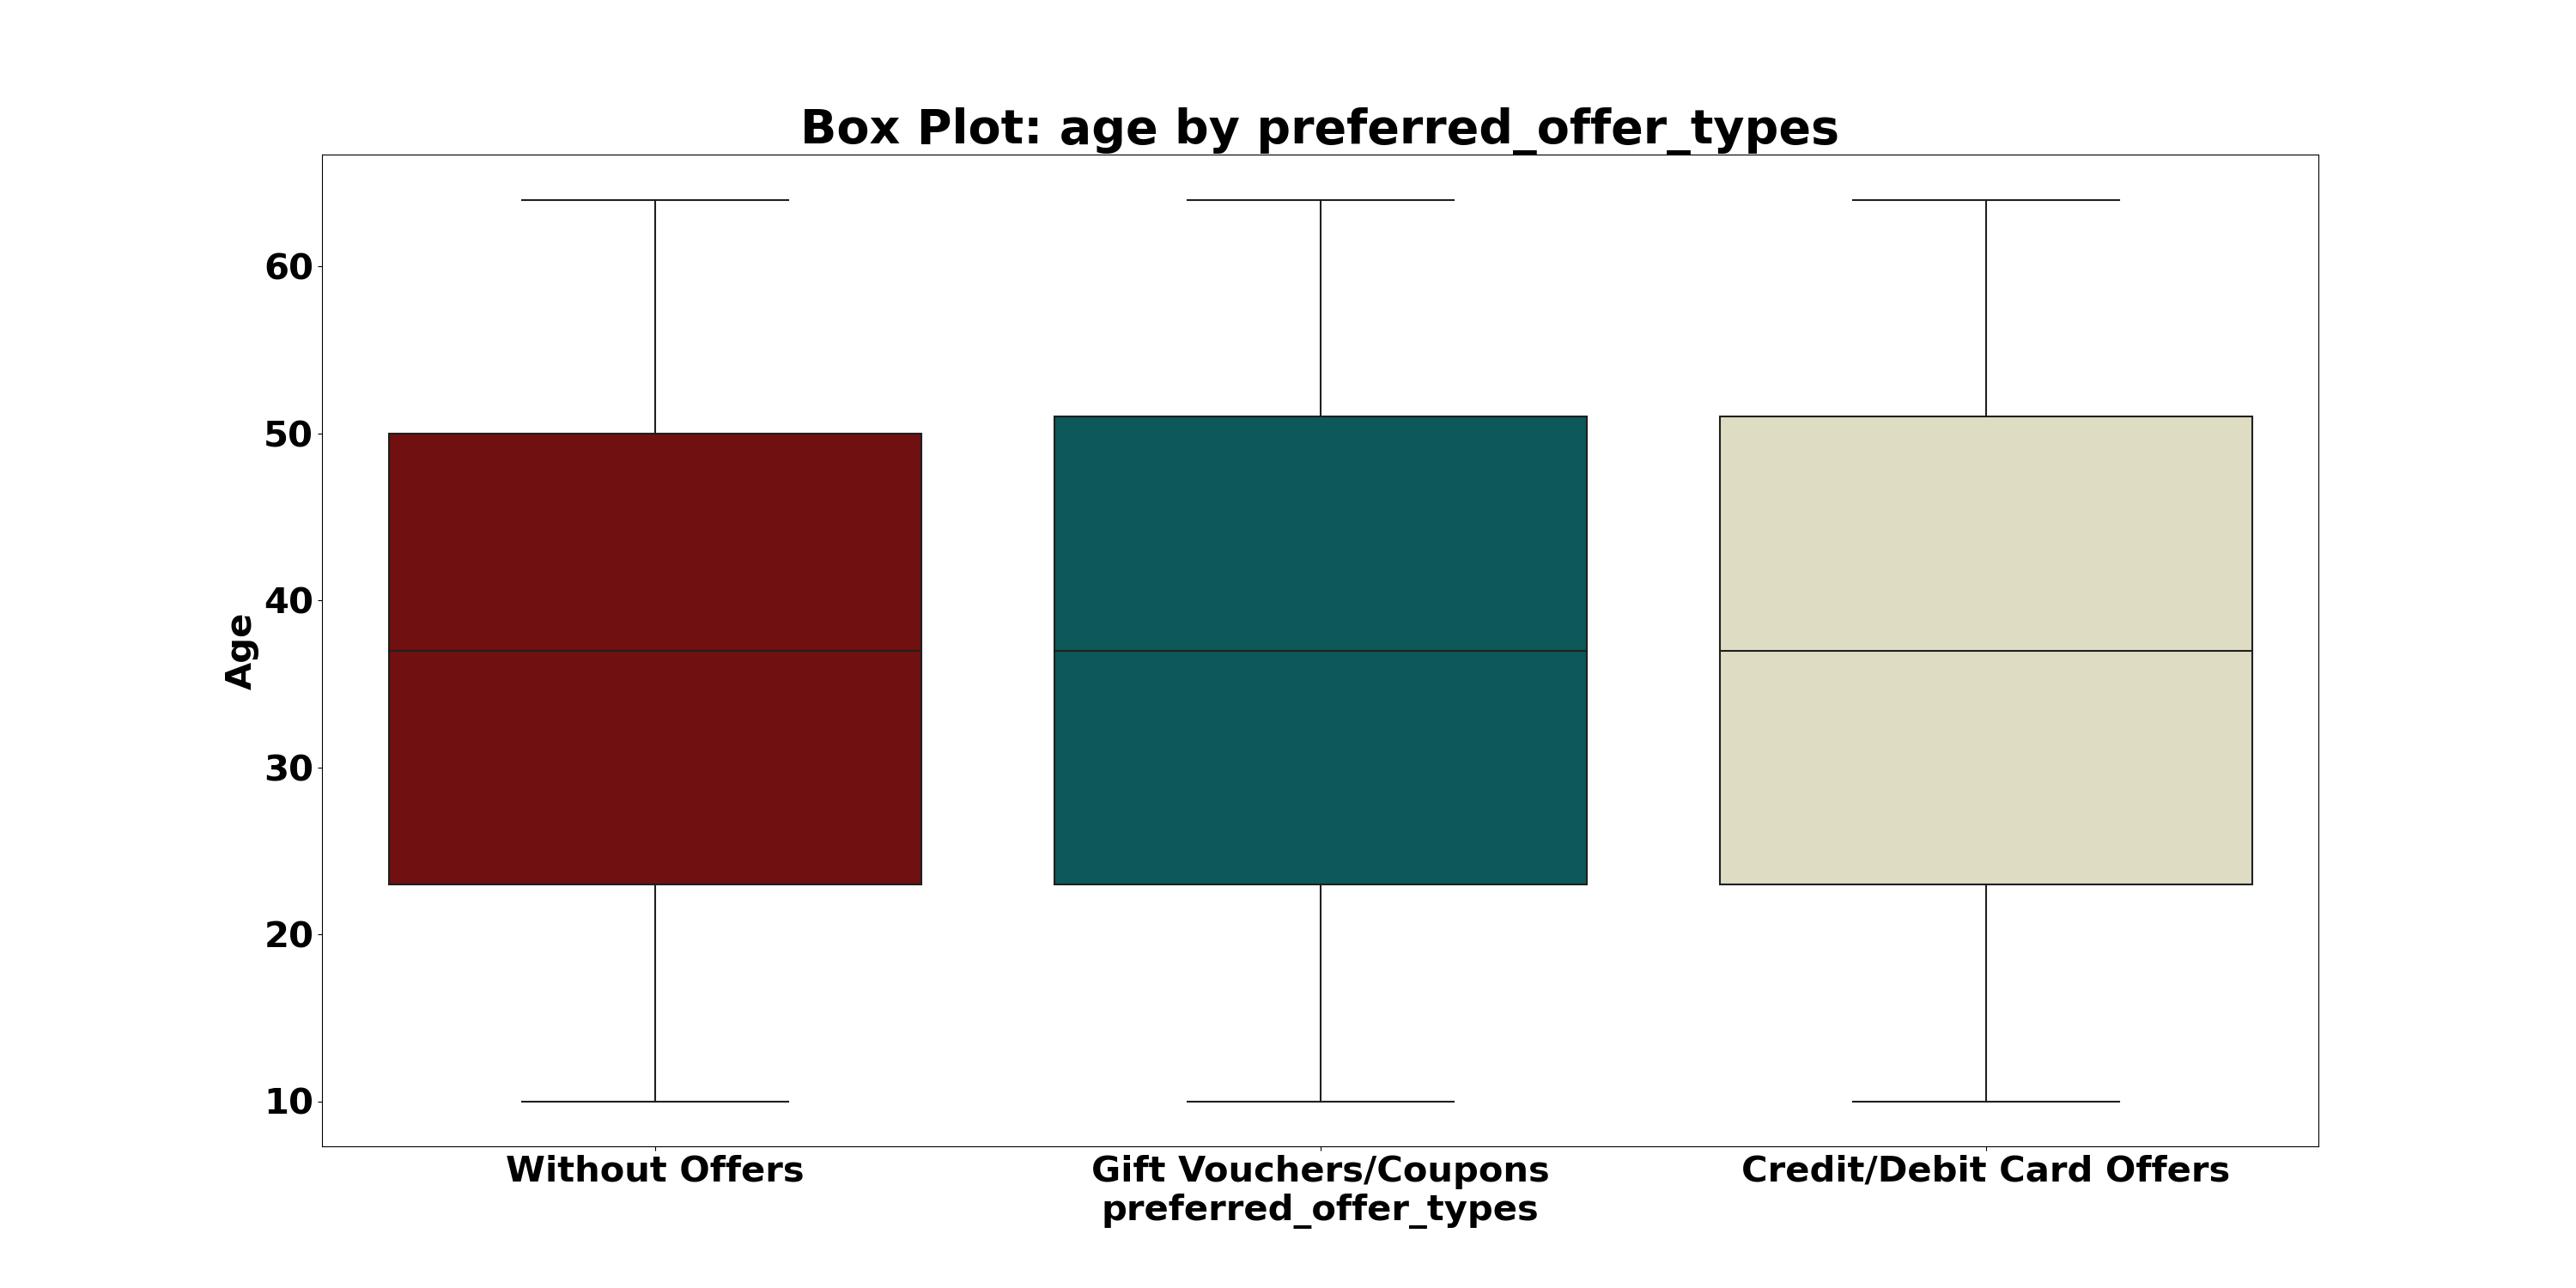 Box Plot: age by preferred_offer_types
60
50
40
30
20
10
Age
Without Offers
Gift Vouchers/Coupons
Credit/Debit Card Offers
preferred_offer_types